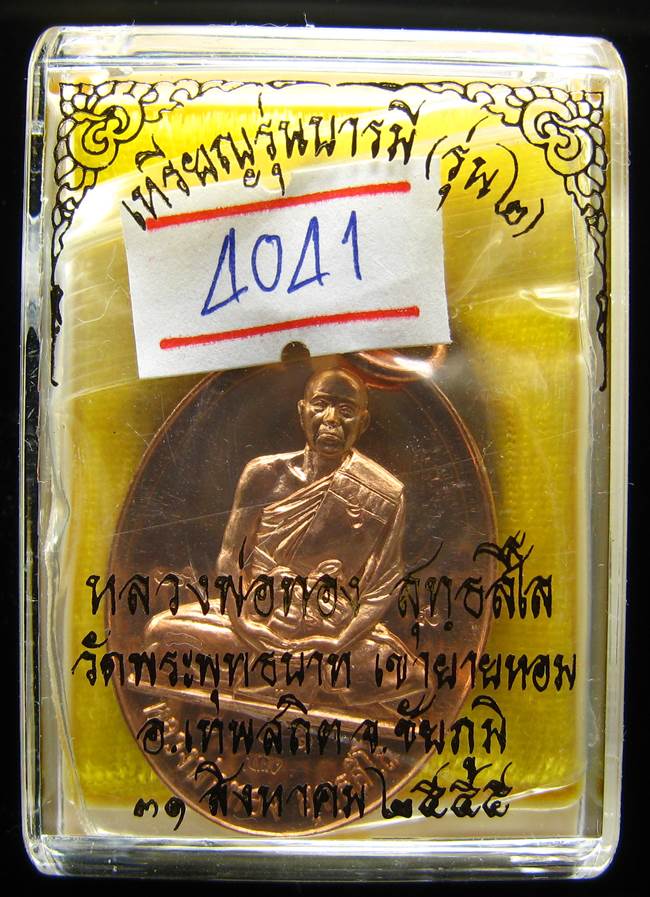 เหรียญรุ่นบารมี (รุ่น ๒)
4041
หลวงพ่อทอง สุทฺธสีโล
วัดพระพุทธบาท เขายายหอม
อ.เทพสถิต จ.ชัยภูมิ
๓๑ สิงหาคม ๒๕๕๕